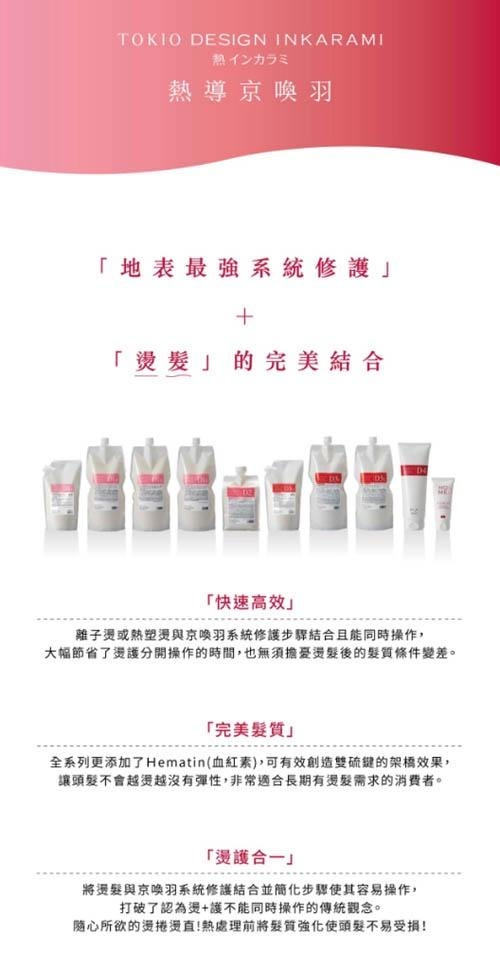 TOKIO DESIGN INKARAMI
熱 インカラミ
熱導京喚羽
「地表最強系統修護」
+
「燙髮」的完美結合
D2
D3
D4
「快速高效」
離子燙或熱塑燙與京喚羽系統修護步驟結合且能同時操作，
大幅節省了燙護分開操作的時間，也無須擔憂燙髮後的髮質條件變差。
「完美髮質」
全系列更添加了Hematin(血紅素)，可有效創造雙硫鍵的架橋效果，
讓頭髮不會越燙越沒有彈性，非常適合長期有燙髮需求的消費者。
「燙護合一」
將燙髮與京喚羽系統修護結合並簡化步驟使其容易操作，
打破了認為燙+護不能同時操作的傳統觀念。
隨心所欲的燙捲燙直!熱處理前將髮質強化使頭髮不易受損!